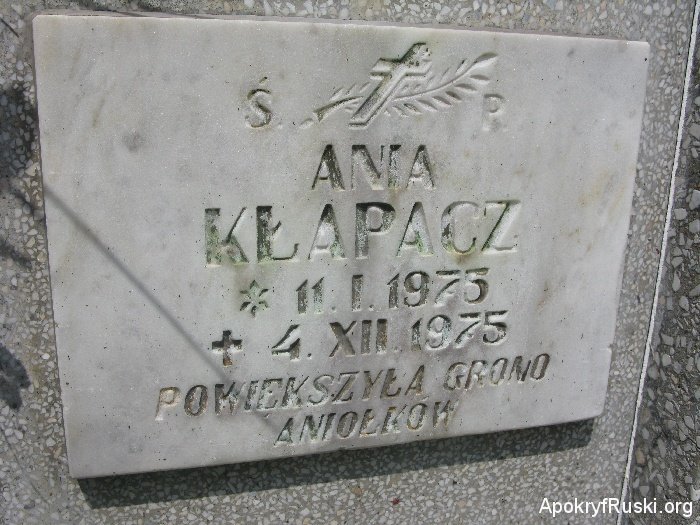 Ś. P.
ANIA
KŁAPACZ
* 11. I. 1975
✝ 4. XII. 1975
POWIĘKSZYŁA GRONO
ANIOŁKÓW
ApokryfRuski.org